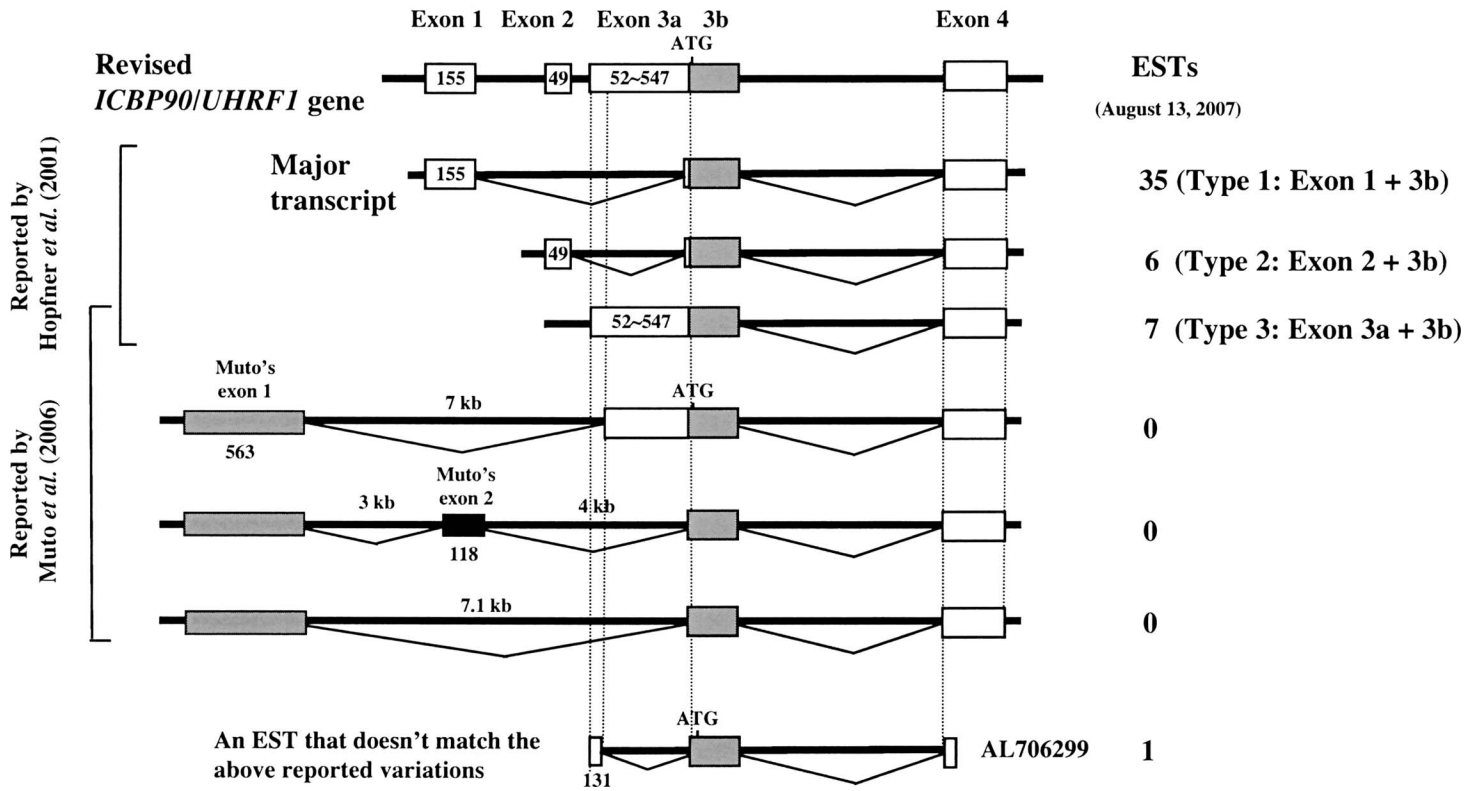 Exon 1 Exon 2 Exon 3a 3b Exon 4
ATG
Revised
ICBP90/UHRF1 gene
155 49 52~547
ESTs
(August 13, 2007)
Reported by
Hopfner et al. (2001)
Major
transcript
155
35 (Type 1: Exon 1 + 3b)
49
6 (Type 2: Exon 2 + 3b)
52~547
7 (Type 3: Exon 3a + 3b)
Reported by
Muto et al. (2006)
Muto's
exon 1
7 kb
ATG
563
0
3 kb
Muto's
exon 2
4 kb
118
0
7.1 kb
0
An EST that doesn't match the
above reported variations
ATG
131
AL706299
1